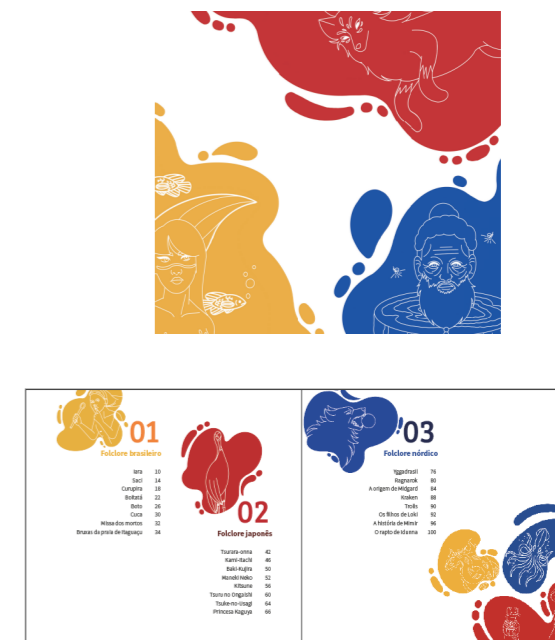 01
Folclore brasileiro
Iara 10
Saci 14
Curupira 18
Boitatá 22
Boto 26
Cuca 30
Missa dos mortos 32
Bruxas da praia de Itaguaçu 34
02
Folclore japonês
Tsurara-onna 42
Kami-Itachi 46
Baki-Kujira 50
Maneki Neko 52
Kitsune 56
Tsuru no Ongaishi 60
Tsuke-no-Usagi 64
Princesa Kaguya 66
03
Folclore nórdico
Yggdrasil 76
Ragnarok 80
A origem de Midgard 84
Kraken 88
Trolls 90
Os filhos de Loki 92
A história de Mimir 96
O rapto de Idunna 100